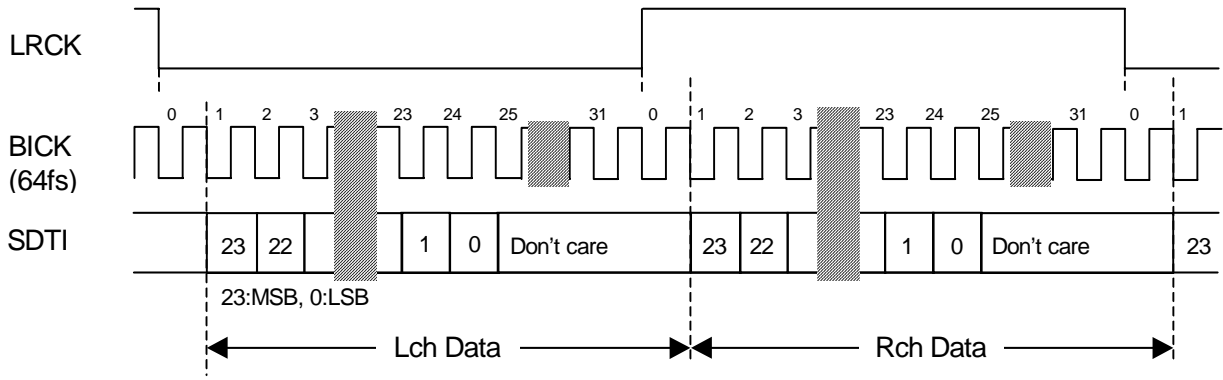 LRCK
0 1 2 3 23 24 25 31 0 1 2 3 23 24 25 31 0 1
BICK
(64fs)
SDTI 23 22 1 0 Don't care 23 22 1 0 Don't care 23
23:MSB, 0:LSB
Lch Data Rch Data